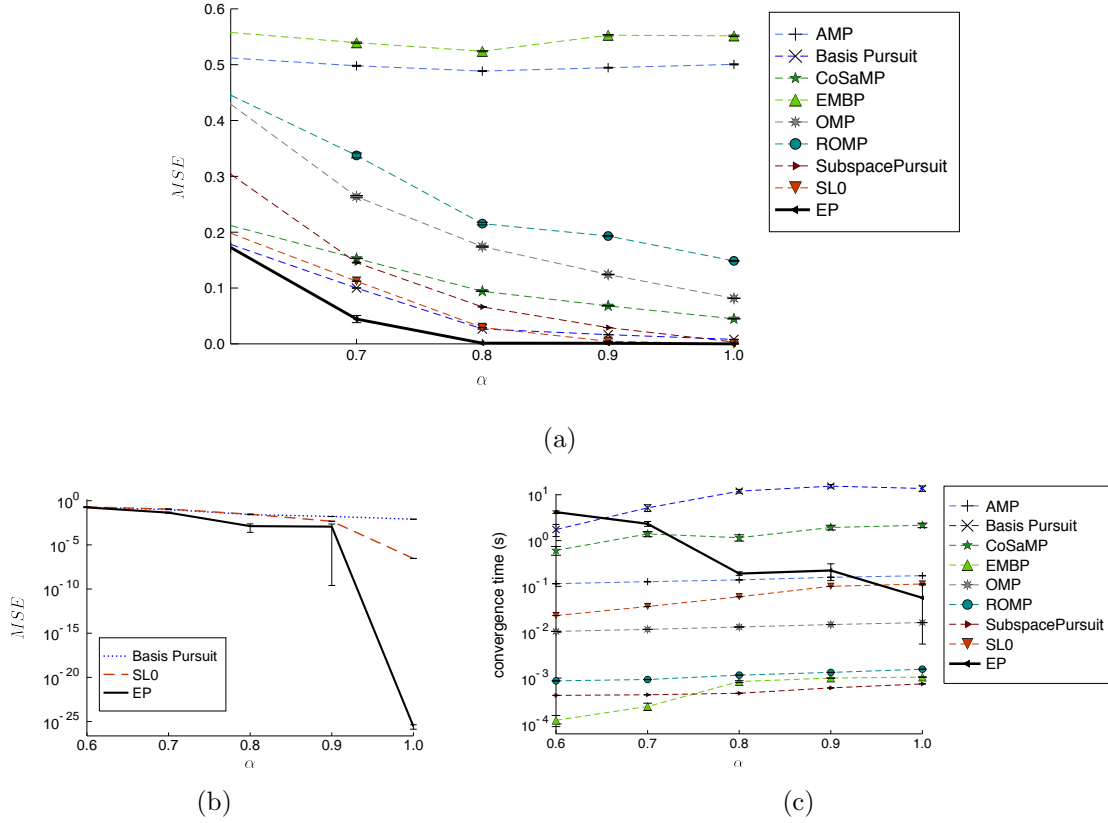 0.6
0.5
0.4
0.3
0.2
0.1
0.0
MSE
0.7
0.8
0.9
1.0
α
AMP
Basis Pursuit
CoSaMP
EMBP
OMP
ROMP
SubspacePursuit
SL0
EP
(a)
10^0
10^-5
10^-10
10^-15
10^-20
10^-25
MSE
Basis Pursuit
SL0
EP
0.6
0.7
0.8
0.9
1.0
α
(b)
10^1
10^0
10^-1
10^-2
10^-3
10^-4
convergence time (s)
0.6
0.7
0.8
0.9
1.0
α
AMP
Basis Pursuit
CoSaMP
EMBP
OMP
ROMP
SubspacePursuit
SL0
EP
(c)